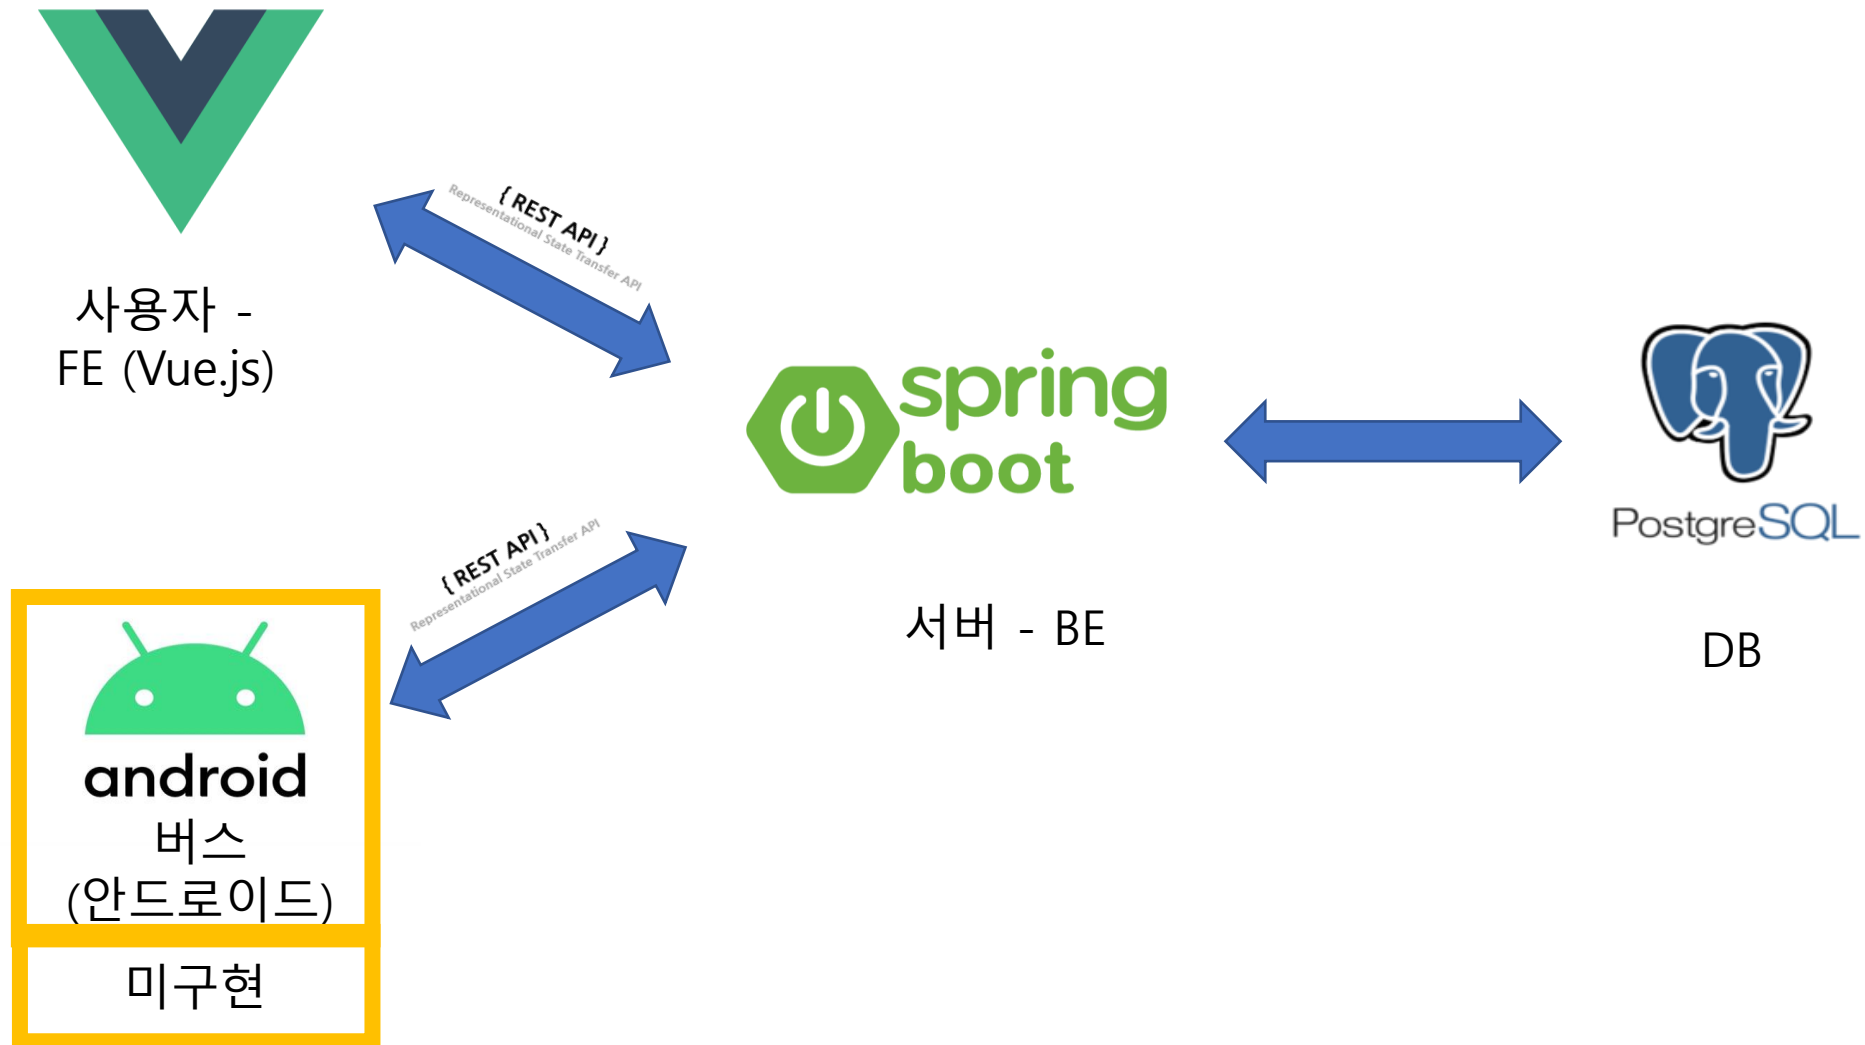 사용자 -
FE (Vue.js)
{ REST API }
Representational State Transfer API
spring
boot
서버 - BE
PostgreSQL
DB
{ REST API }
Representational State Transfer API
android
버스
(안드로이드)
미구현